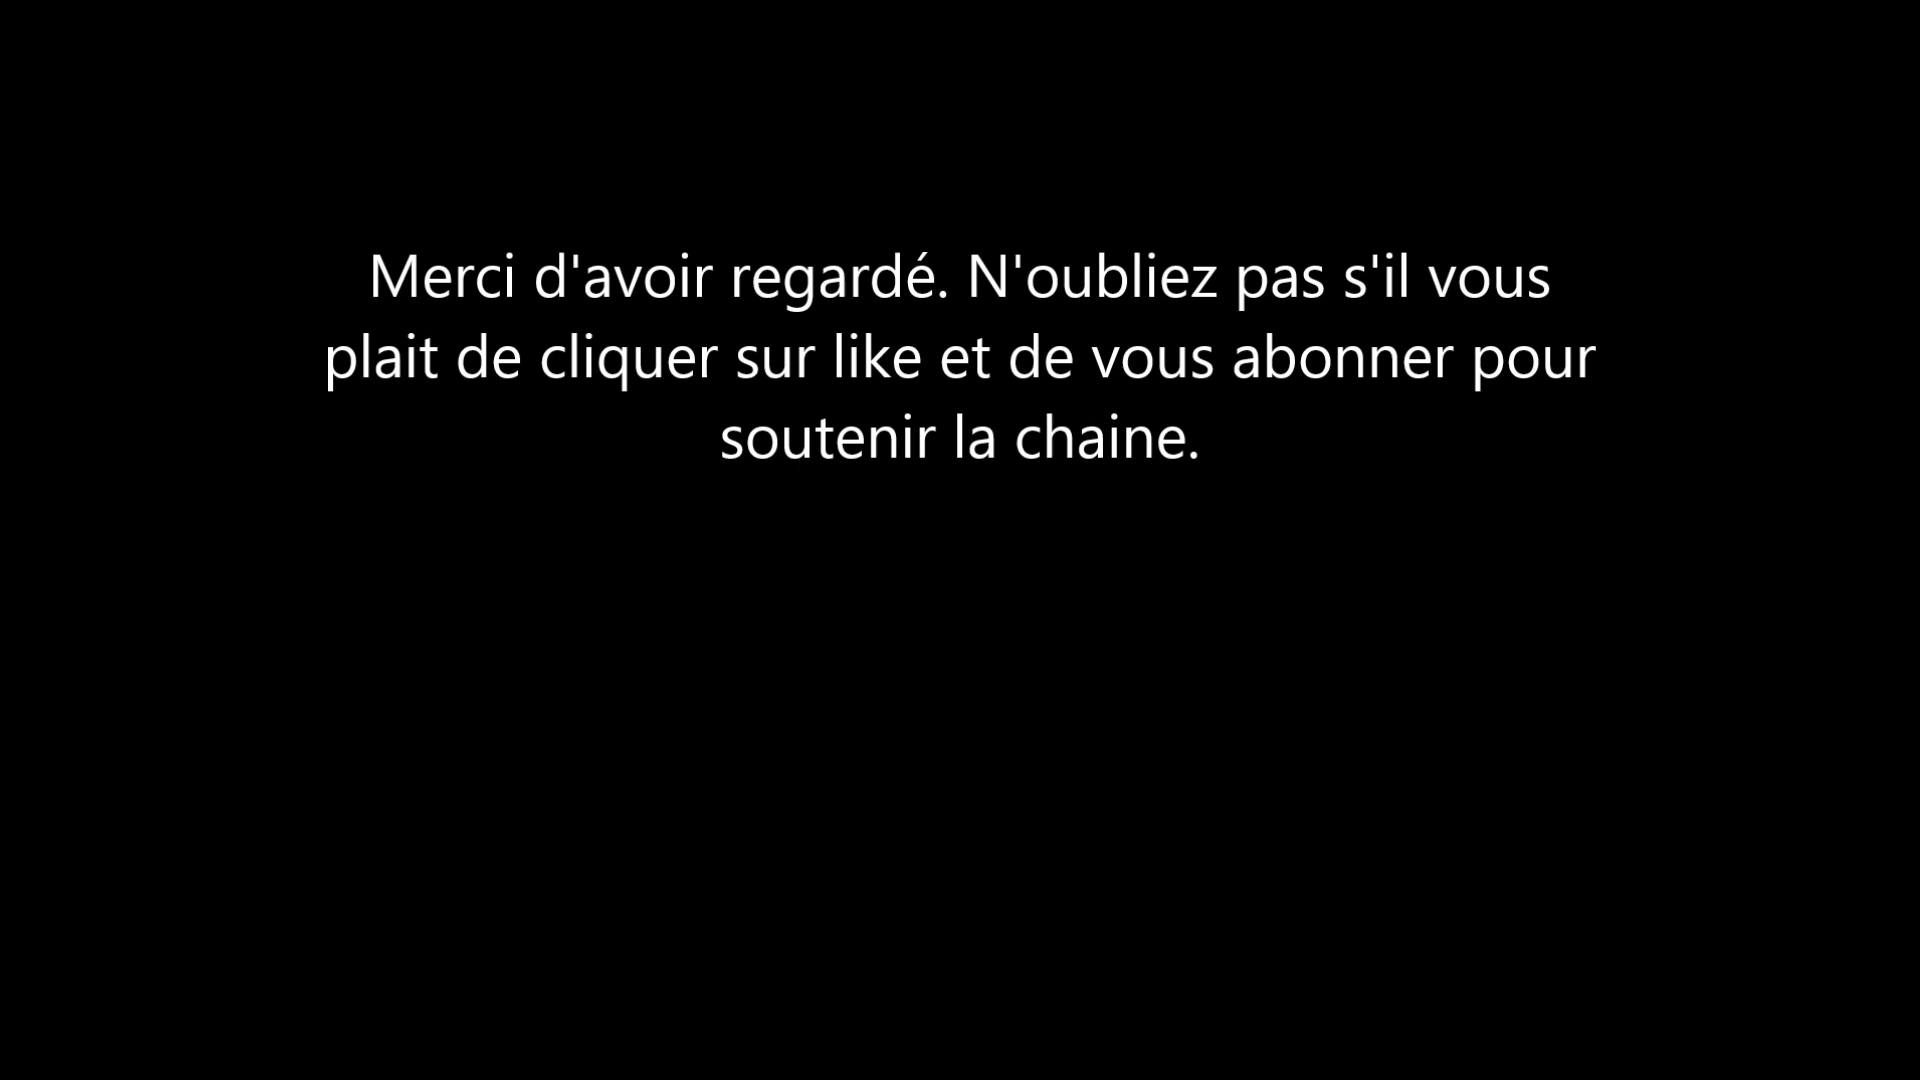 Merci d'avoir regardé. N'oubliez pas s'il vous
plait de cliquer sur like et de vous abonner pour
soutenir la chaine.